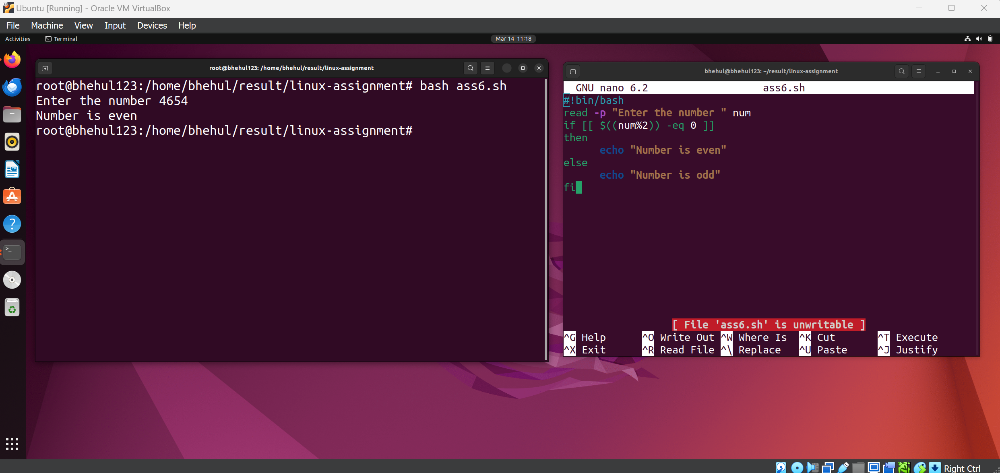 Ubuntu [Running] - Oracle VM VirtualBox
File Machine View Input Devices Help
Activities Terminal Mar 14 11:18
root@bhehul123: /home/bhehul/result/linux-assignment
root@bhehul123:/home/bhehul/result/linux-assignment# bash ass6.sh
Enter the number 4654
Number is even
root@bhehul123:/home/bhehul/result/linux-assignment#
bhehul@bhehul123: ~/result/linux-assignment
GNU nano 6.2 ass6.sh
#!bin/bash
read -p "Enter the number " num
if [[ $((num%2)) -eq 0 ]]
then
echo "Number is even"
else
echo "Number is odd"
fi
[ File 'ass6.sh' is unwritable ]
^G Help ^O Write Out ^W Where Is ^K Cut ^T Execute
^X Exit ^R Read File ^\ Replace ^U Paste ^J Justify
Right Ctrl